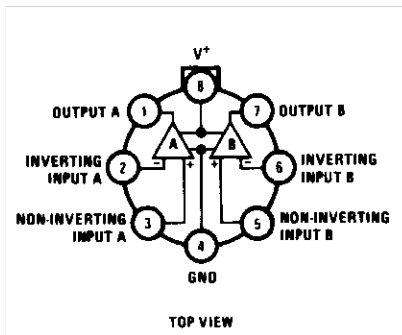 V+
8
1
7
OUTPUT A
OUTPUT B
A
B
INVERTING
INPUT A
2
-
+
+
-
6
INVERTING
INPUT B
NON-INVERTING
INPUT A
3
5
NON-INVERTING
INPUT B
4
GND
TOP VIEW